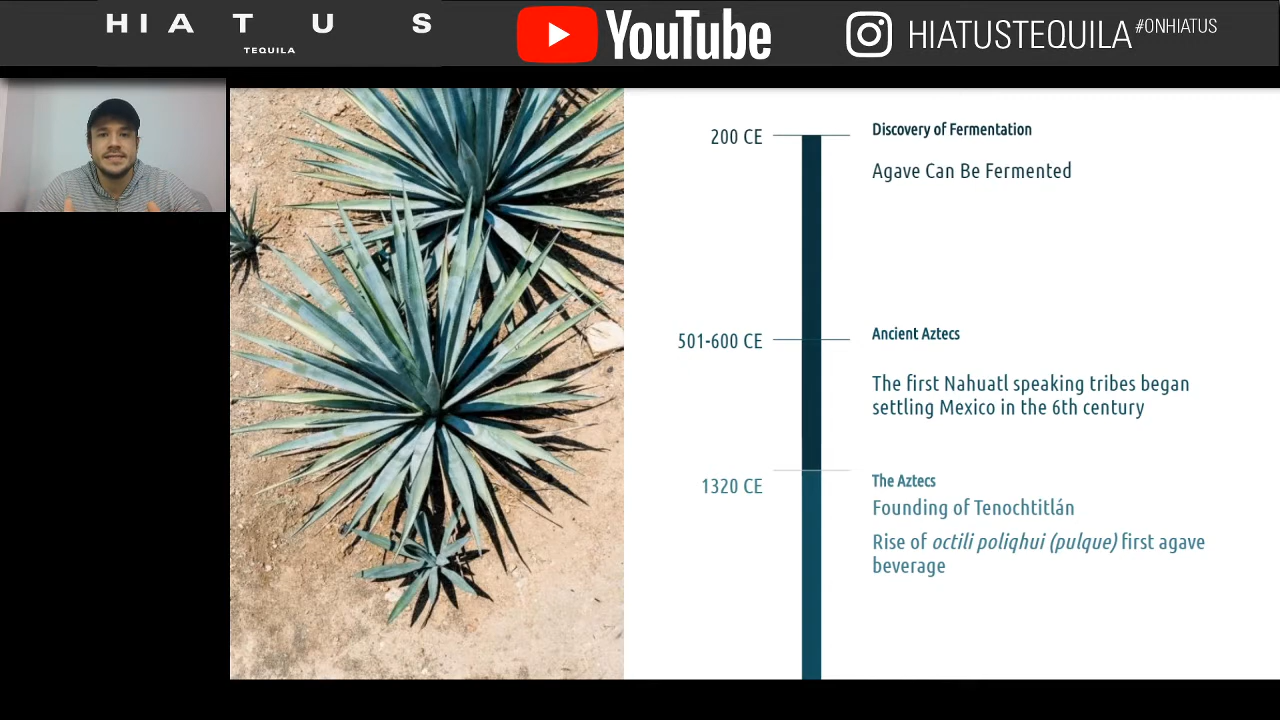 HIATUS
TEQUILA
YouTube
HIATUSTEQUILA #ONHIATUS
200 CE
Discovery of Fermentation
Agave Can Be Fermented
501-600 CE
Ancient Aztecs
The first Nahuatl speaking tribes began
settling Mexico in the 6th century
1320 CE
The Aztecs
Founding of Tenochtitlán
Rise of octili poliqhui (pulque) first agave
beverage